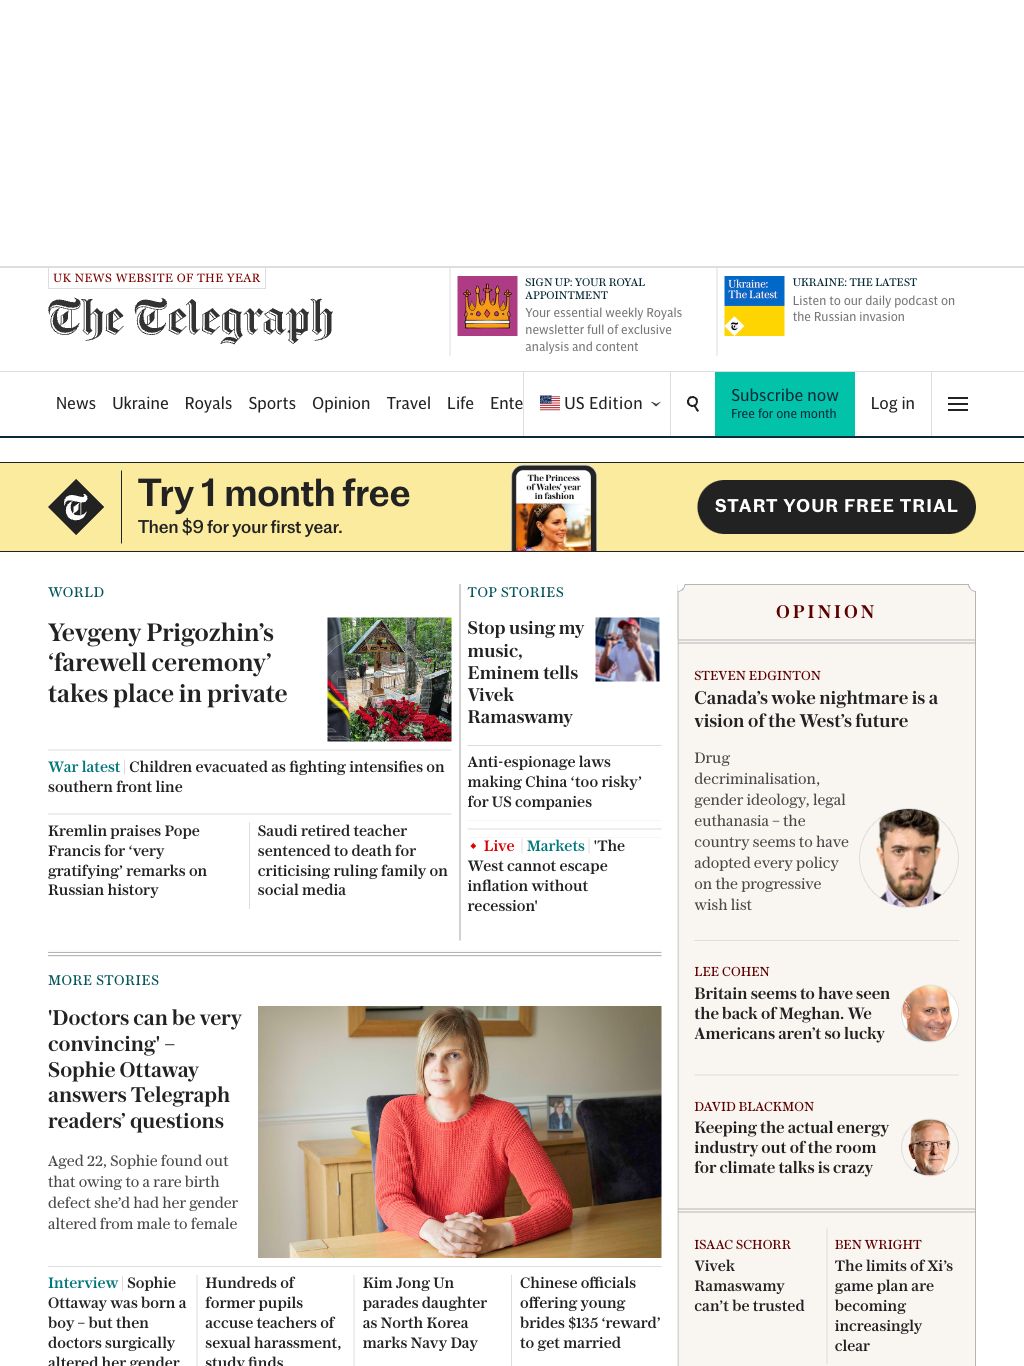 UK NEWS WEBSITE OF THE YEAR
The Telegraph
SIGN UP: YOUR ROYAL
APPOINTMENT
Your essential weekly Royals
newsletter full of exclusive
analysis and content
Ukraine:
The Latest
UKRAINE: THE LATEST
Listen to our daily podcast on
the Russian invasion
News Ukraine Royals Sports Opinion Travel Life Ente
US Edition
Subscribe now
Free for one month
Log in
Try 1 month free
Then $9 for your first year.
The Princess
of Wales' year
in fashion
START YOUR FREE TRIAL
WORLD
Yevgeny Prigozhin’s
‘farewell ceremony’
takes place in private
War latest Children evacuated as fighting intensifies on
southern front line
Kremlin praises Pope
Francis for ‘very
gratifying’ remarks on
Russian history
Saudi retired teacher
sentenced to death for
criticising ruling family on
social media
TOP STORIES
Stop using my
music,
Eminem tells
Vivek
Ramaswamy
Anti-espionage laws
making China ‘too risky’
for US companies
Live Markets 'The
West cannot escape
inflation without
recession'
MORE STORIES
'Doctors can be very
convincing' –
Sophie Ottaway
answers Telegraph
readers’ questions
Aged 22, Sophie found out
that owing to a rare birth
defect she’d had her gender
altered from male to female
Interview Sophie
Ottaway was born a
boy – but then
doctors surgically
altered her gender
Hundreds of
former pupils
accuse teachers of
sexual harassment,
study finds
Kim Jong Un
parades daughter
as North Korea
marks Navy Day
Chinese officials
offering young
brides $135 ‘reward’
to get married
OPINION
STEVEN EDGINTON
Canada’s woke nightmare is a
vision of the West’s future
Drug
decriminalisation,
gender ideology, legal
euthanasia – the
country seems to have
adopted every policy
on the progressive
wish list
LEE COHEN
Britain seems to have seen
the back of Meghan. We
Americans aren’t so lucky
DAVID BLACKMON
Keeping the actual energy
industry out of the room
for climate talks is crazy
ISAAC SCHORR
Vivek
Ramaswamy
can’t be trusted
BEN WRIGHT
The limits of Xi’s
game plan are
becoming
increasingly
clear